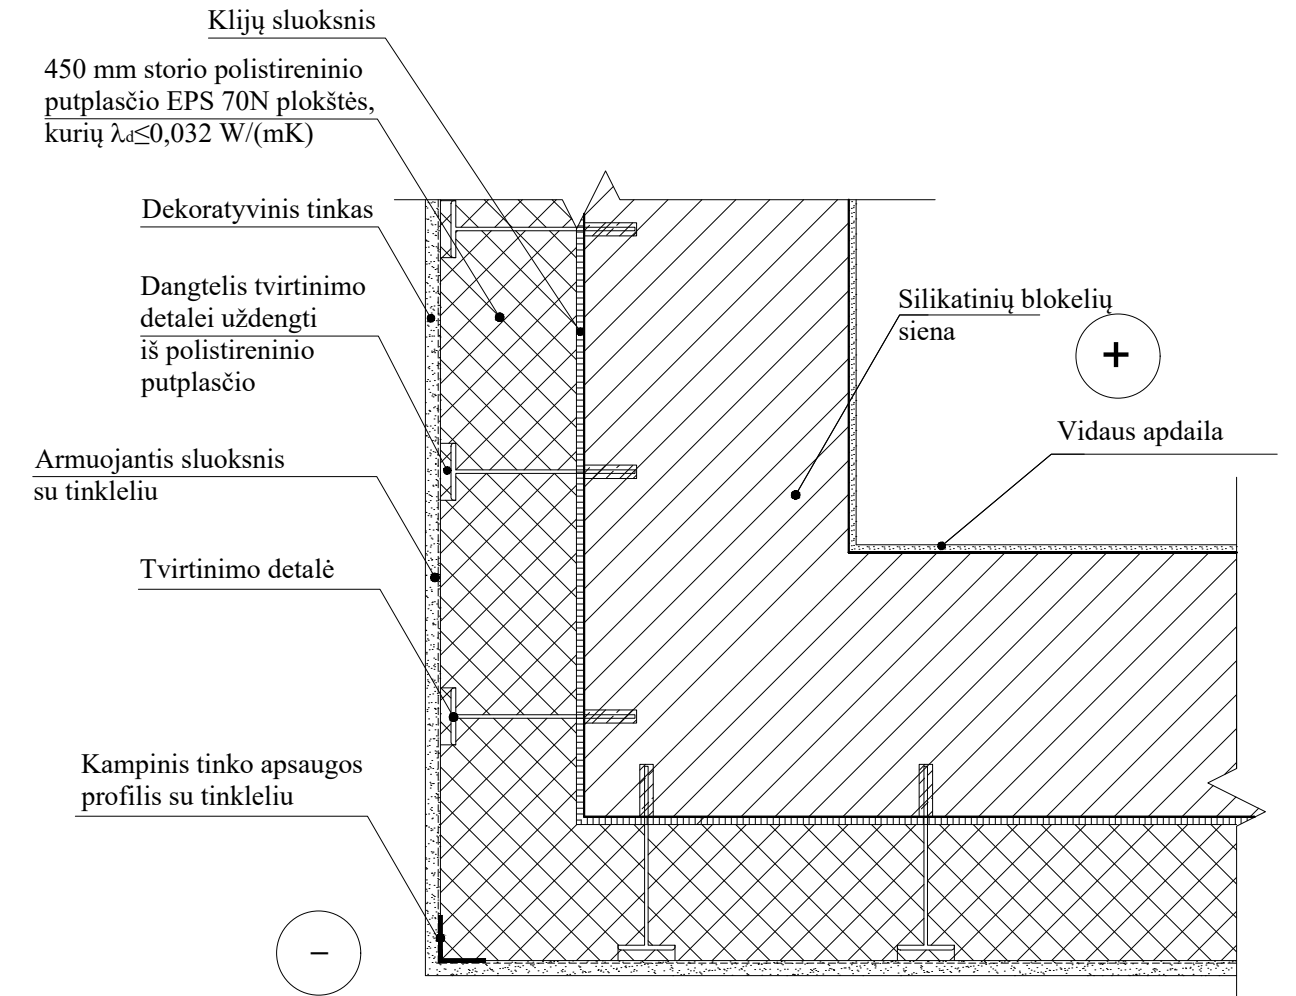 Klijų sluoksnis
450 mm storio polistireninio
putplasčio EPS 70N plokštės,
kurių λd≤0,032 W/(mK)
Dekoratyvinis tinkas
Dangtelis tvirtinimo
detalei uždengti
iš polistireninio
putplasčio
Armuojantis sluoksnis
su tinkleliu
Tvirtinimo detalė
Kampinis tinko apsaugos
profilis su tinkleliu
Silikatinių blokelių
siena
+
Vidaus apdaila
−